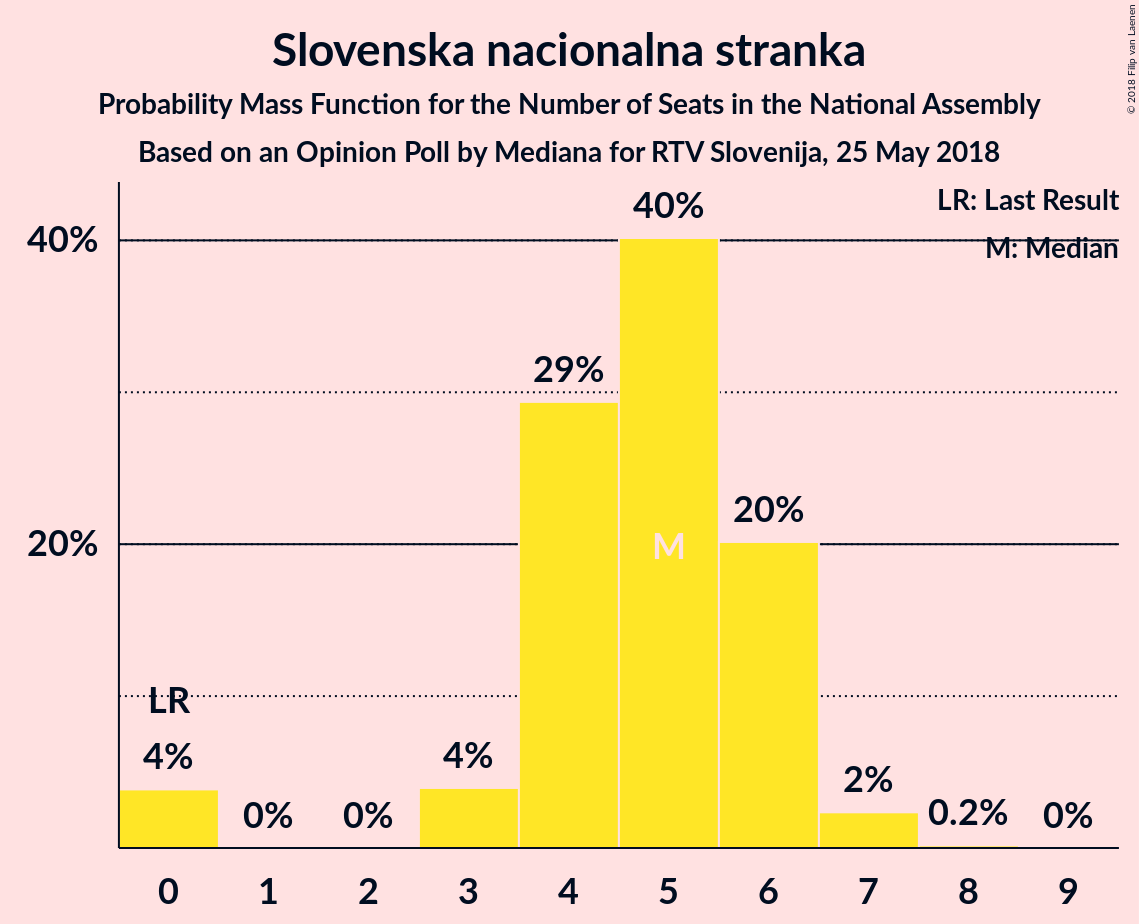 Slovenska nacionalna stranka
Probability Mass Function for the Number of Seats in the National Assembly
Based on an Opinion Poll by Mediana for RTV Slovenija, 25 May 2018
© 2018 Filip van Laenen
LR: Last Result
M: Median
40%
20%
LR
4%
0%
0%
4%
29%
40%
M
20%
2%
0.2%
0%
0 1 2 3 4 5 6 7 8 9